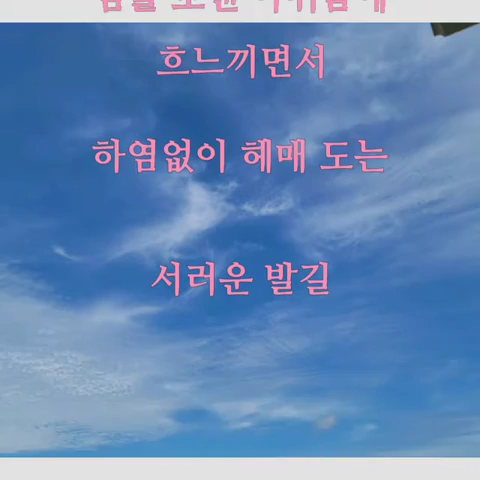 흐느끼면서
하염없이 헤매 도는
서러운 발길